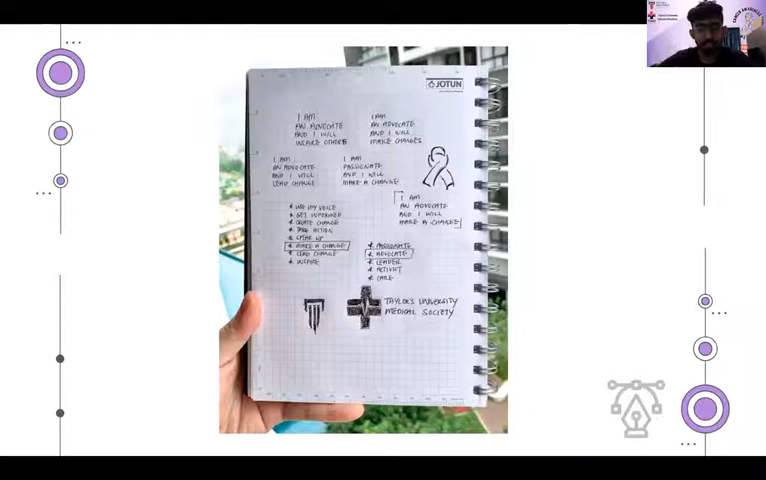 JOTUN
I AM
AN ADVOCATE
AND I WILL
INSPIRE OTHERS
I AM
AN ADVOCATE
AND I WILL
MAKE CHANGES
I AM
AN ADVOCATE
AND I WILL
LEAD CHANGE
I AM
PASSIONATE
AND I WILL
MAKE A CHANGE
I AM
AN ADVOCATE
AND I WILL
MAKE A CHANGE
* USE MY VOICE
* GET INFORMED
* CREATE CHANGE
* TAKE ACTION
* SPEAK UP
* MAKE A CHANGE
* LEAD CHANGE
* INSPIRE
* PASSIONATE
* ADVOCATE
* LEADER
* ACTIVIST
* CARE
TAYLOR'S UNIVERSITY
MEDICAL SOCIETY